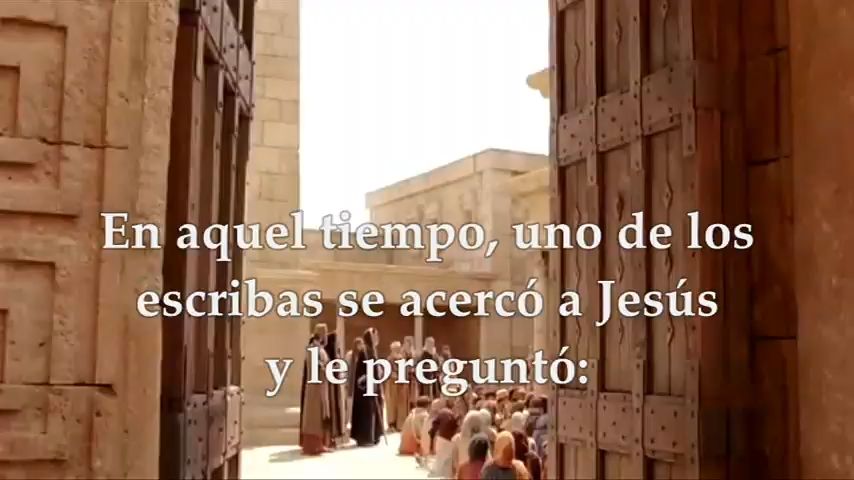 En aquel tiempo, uno de los
escribas se acercó a Jesús
y le preguntó: